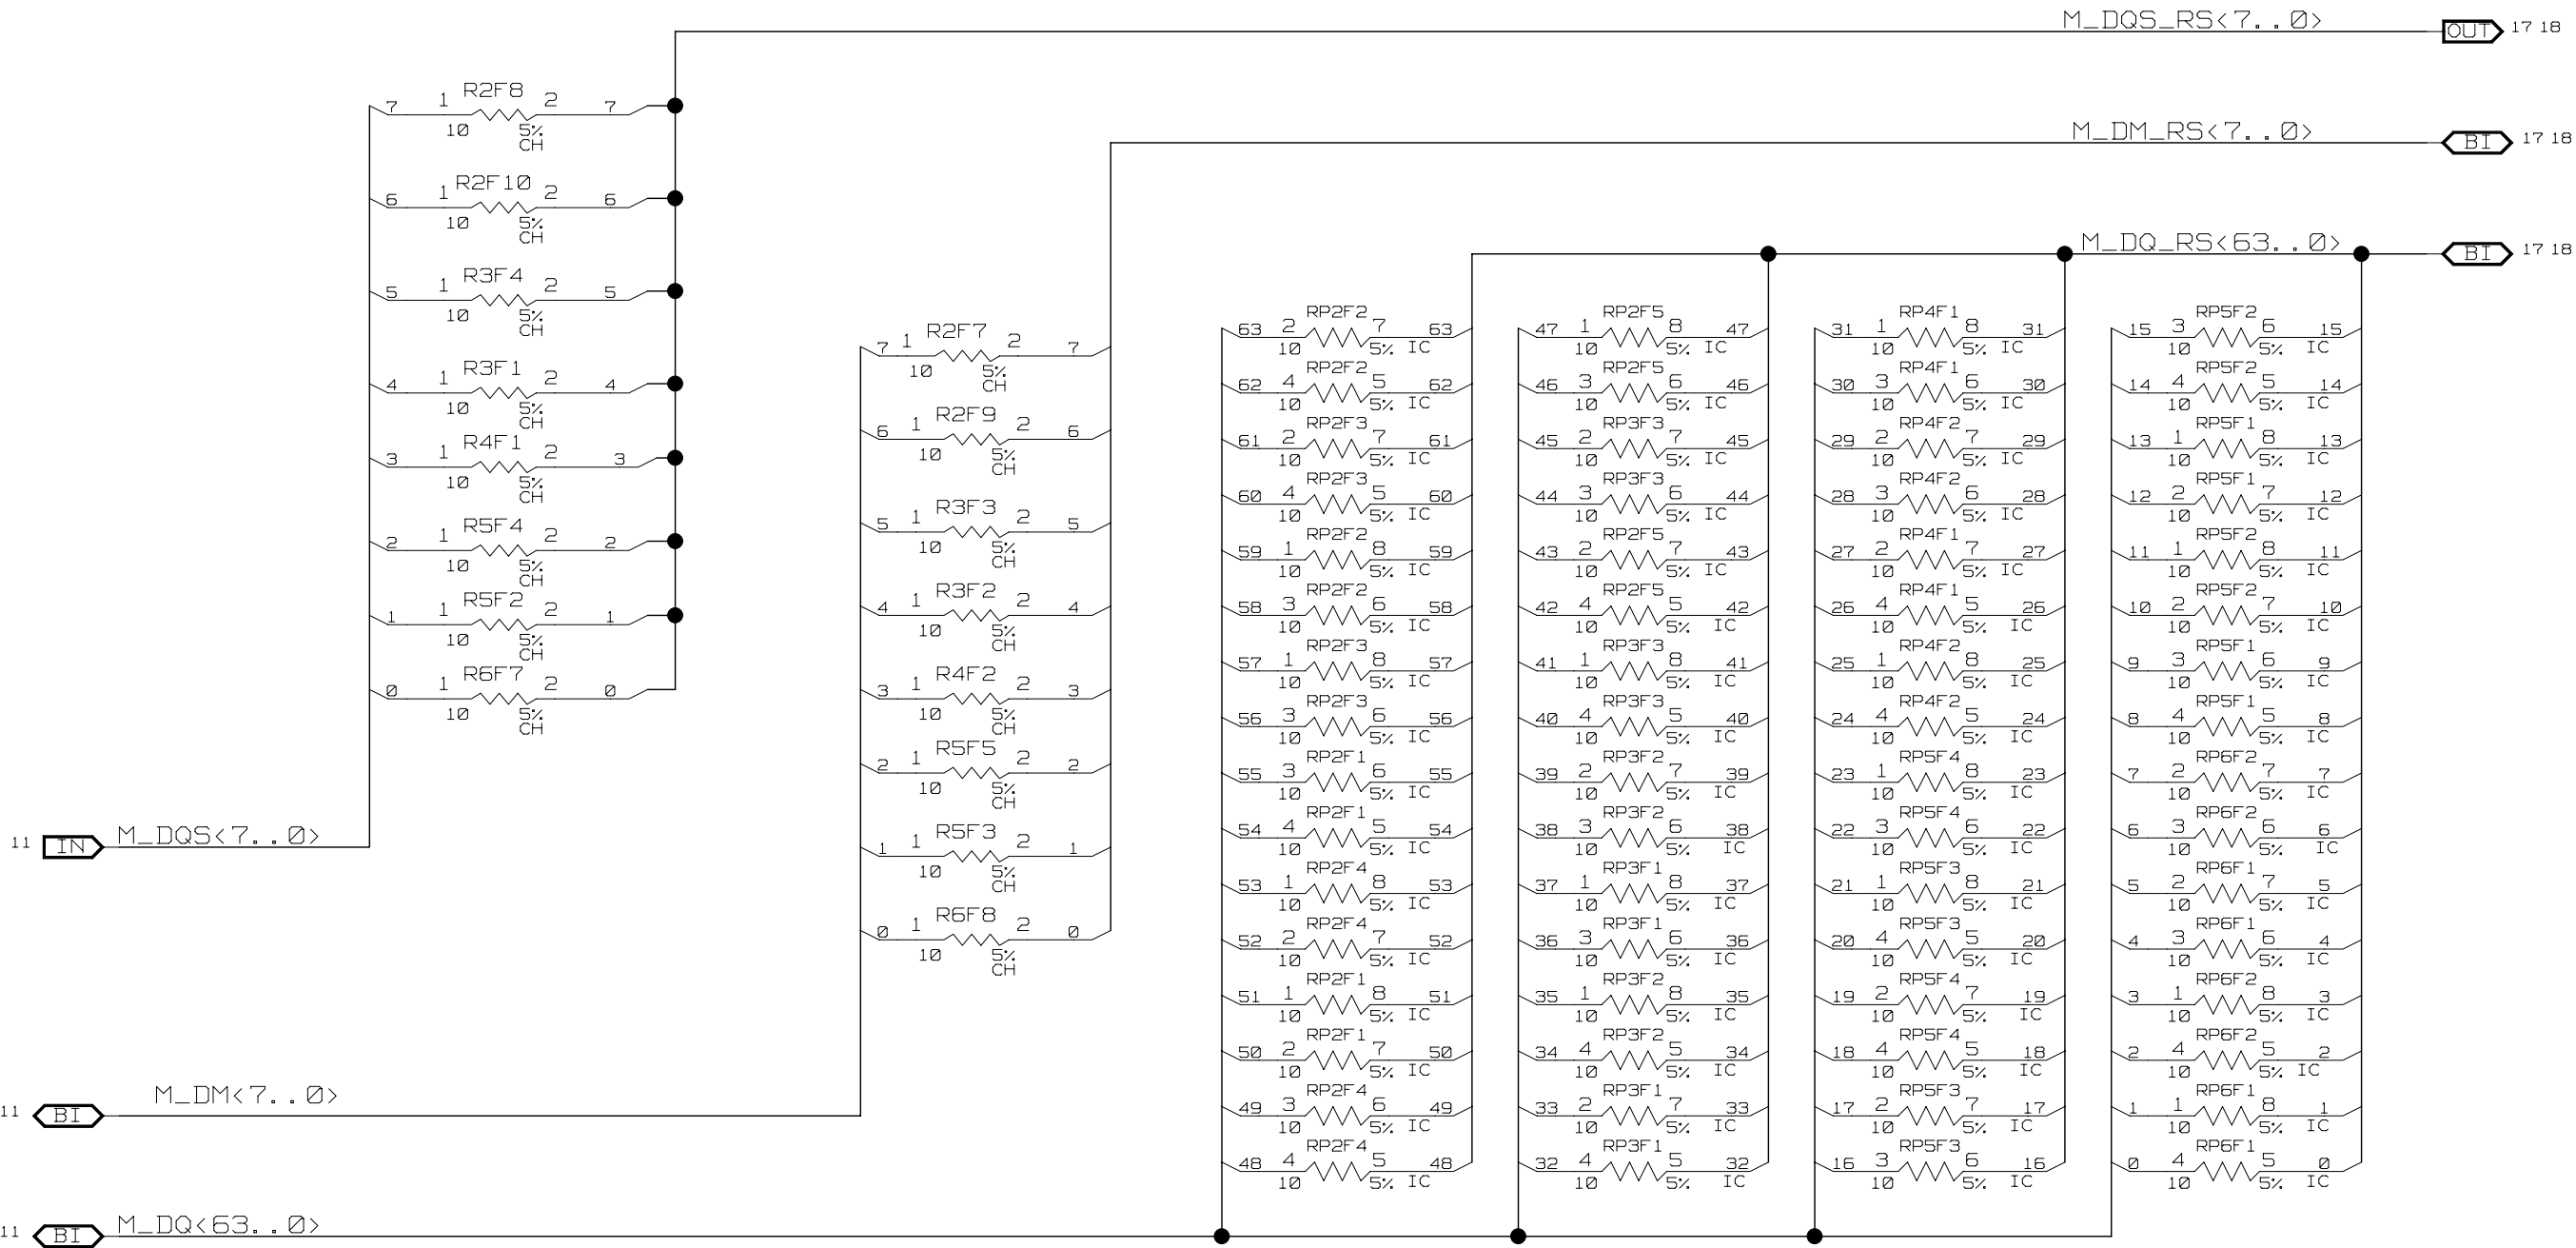 M_DQS_RS<7..0> OUT 17 18
M_DM_RS<7..0> BI 17 18
M_DQ_RS<63..0> BI 17 18
7 1 R2F8 2 7
10 5%
CH
6 1 R2F10 2 6
10 5%
CH
5 1 R3F4 2 5
10 5%
CH
4 1 R3F1 2 4
10 5%
CH
3 1 R4F1 2 3
10 5%
CH
2 1 R5F4 2 2
10 5%
CH
1 1 R5F2 2 1
10 5%
CH
0 1 R6F7 2 0
10 5%
CH
11 IN M_DQS<7..0>
7 1 R2F7 2 7
10 5%
CH
6 1 R2F9 2 6
10 5%
CH
5 1 R3F3 2 5
10 5%
CH
4 1 R3F2 2 4
10 5%
CH
3 1 R4F2 2 3
10 5%
CH
2 1 R5F5 2 2
10 5%
CH
1 1 R5F3 2 1
10 5%
CH
0 1 R6F8 2 0
10 5%
CH
11 BI M_DM<7..0>
63 2 RP2F2 7 63
10 5% IC
62 4 RP2F2 5 62
10 5% IC
61 2 RP2F3 7 61
10 5% IC
60 4 RP2F3 5 60
10 5% IC
59 1 RP2F2 8 59
10 5% IC
58 3 RP2F2 6 58
10 5% IC
57 1 RP2F3 8 57
10 5% IC
56 3 RP2F3 6 56
10 5% IC
55 3 RP2F1 6 55
10 5% IC
54 4 RP2F1 5 54
10 5% IC
53 1 RP2F4 8 53
10 5% IC
52 2 RP2F4 7 52
10 5% IC
51 1 RP2F1 8 51
10 5% IC
50 2 RP2F1 7 50
10 5% IC
49 3 RP2F4 6 49
10 5% IC
48 4 RP2F4 5 48
10 5% IC
47 1 RP2F5 8 47
10 5% IC
46 3 RP2F5 6 46
10 5% IC
45 2 RP3F3 7 45
10 5% IC
44 3 RP3F3 6 44
10 5% IC
43 2 RP2F5 7 43
10 5% IC
42 4 RP2F5 5 42
10 5% IC
41 1 RP3F3 8 41
10 5% IC
40 4 RP3F3 5 40
10 5% IC
39 2 RP3F2 7 39
10 5% IC
38 3 RP3F2 6 38
10 5% IC
37 1 RP3F1 8 37
10 5% IC
36 3 RP3F1 6 36
10 5% IC
35 1 RP3F2 8 35
10 5% IC
34 4 RP3F2 5 34
10 5% IC
33 2 RP3F1 7 33
10 5% IC
32 4 RP3F1 5 32
10 5% IC
31 1 RP4F1 8 31
10 5% IC
30 3 RP4F1 6 30
10 5% IC
29 2 RP4F2 7 29
10 5% IC
28 3 RP4F2 6 28
10 5% IC
27 2 RP4F1 7 27
10 5% IC
26 4 RP4F1 5 26
10 5% IC
25 1 RP4F2 8 25
10 5% IC
24 4 RP4F2 5 24
10 5% IC
23 1 RP5F4 8 23
10 5% IC
22 3 RP5F4 6 22
10 5% IC
21 1 RP5F3 8 21
10 5% IC
20 4 RP5F3 5 20
10 5% IC
19 2 RP5F4 7 19
10 5% IC
18 4 RP5F4 5 18
10 5% IC
17 2 RP5F3 7 17
10 5% IC
16 3 RP5F3 6 16
10 5% IC
15 3 RP5F2 6 15
10 5% IC
14 4 RP5F2 5 14
10 5% IC
13 1 RP5F1 8 13
10 5% IC
12 2 RP5F1 7 12
10 5% IC
11 1 RP5F2 8 11
10 5% IC
10 2 RP5F2 7 10
10 5% IC
9 3 RP5F1 6 9
10 5% IC
8 4 RP5F1 5 8
10 5% IC
7 2 RP6F2 7 7
10 5% IC
6 3 RP6F2 6 6
10 5% IC
5 2 RP6F1 7 5
10 5% IC
4 3 RP6F1 6 4
10 5% IC
3 1 RP6F2 8 3
10 5% IC
2 4 RP6F2 5 2
10 5% IC
1 1 RP6F1 8 1
10 5% IC
0 4 RP6F1 5 0
10 5% IC
11 BI M_DQ<63..0>